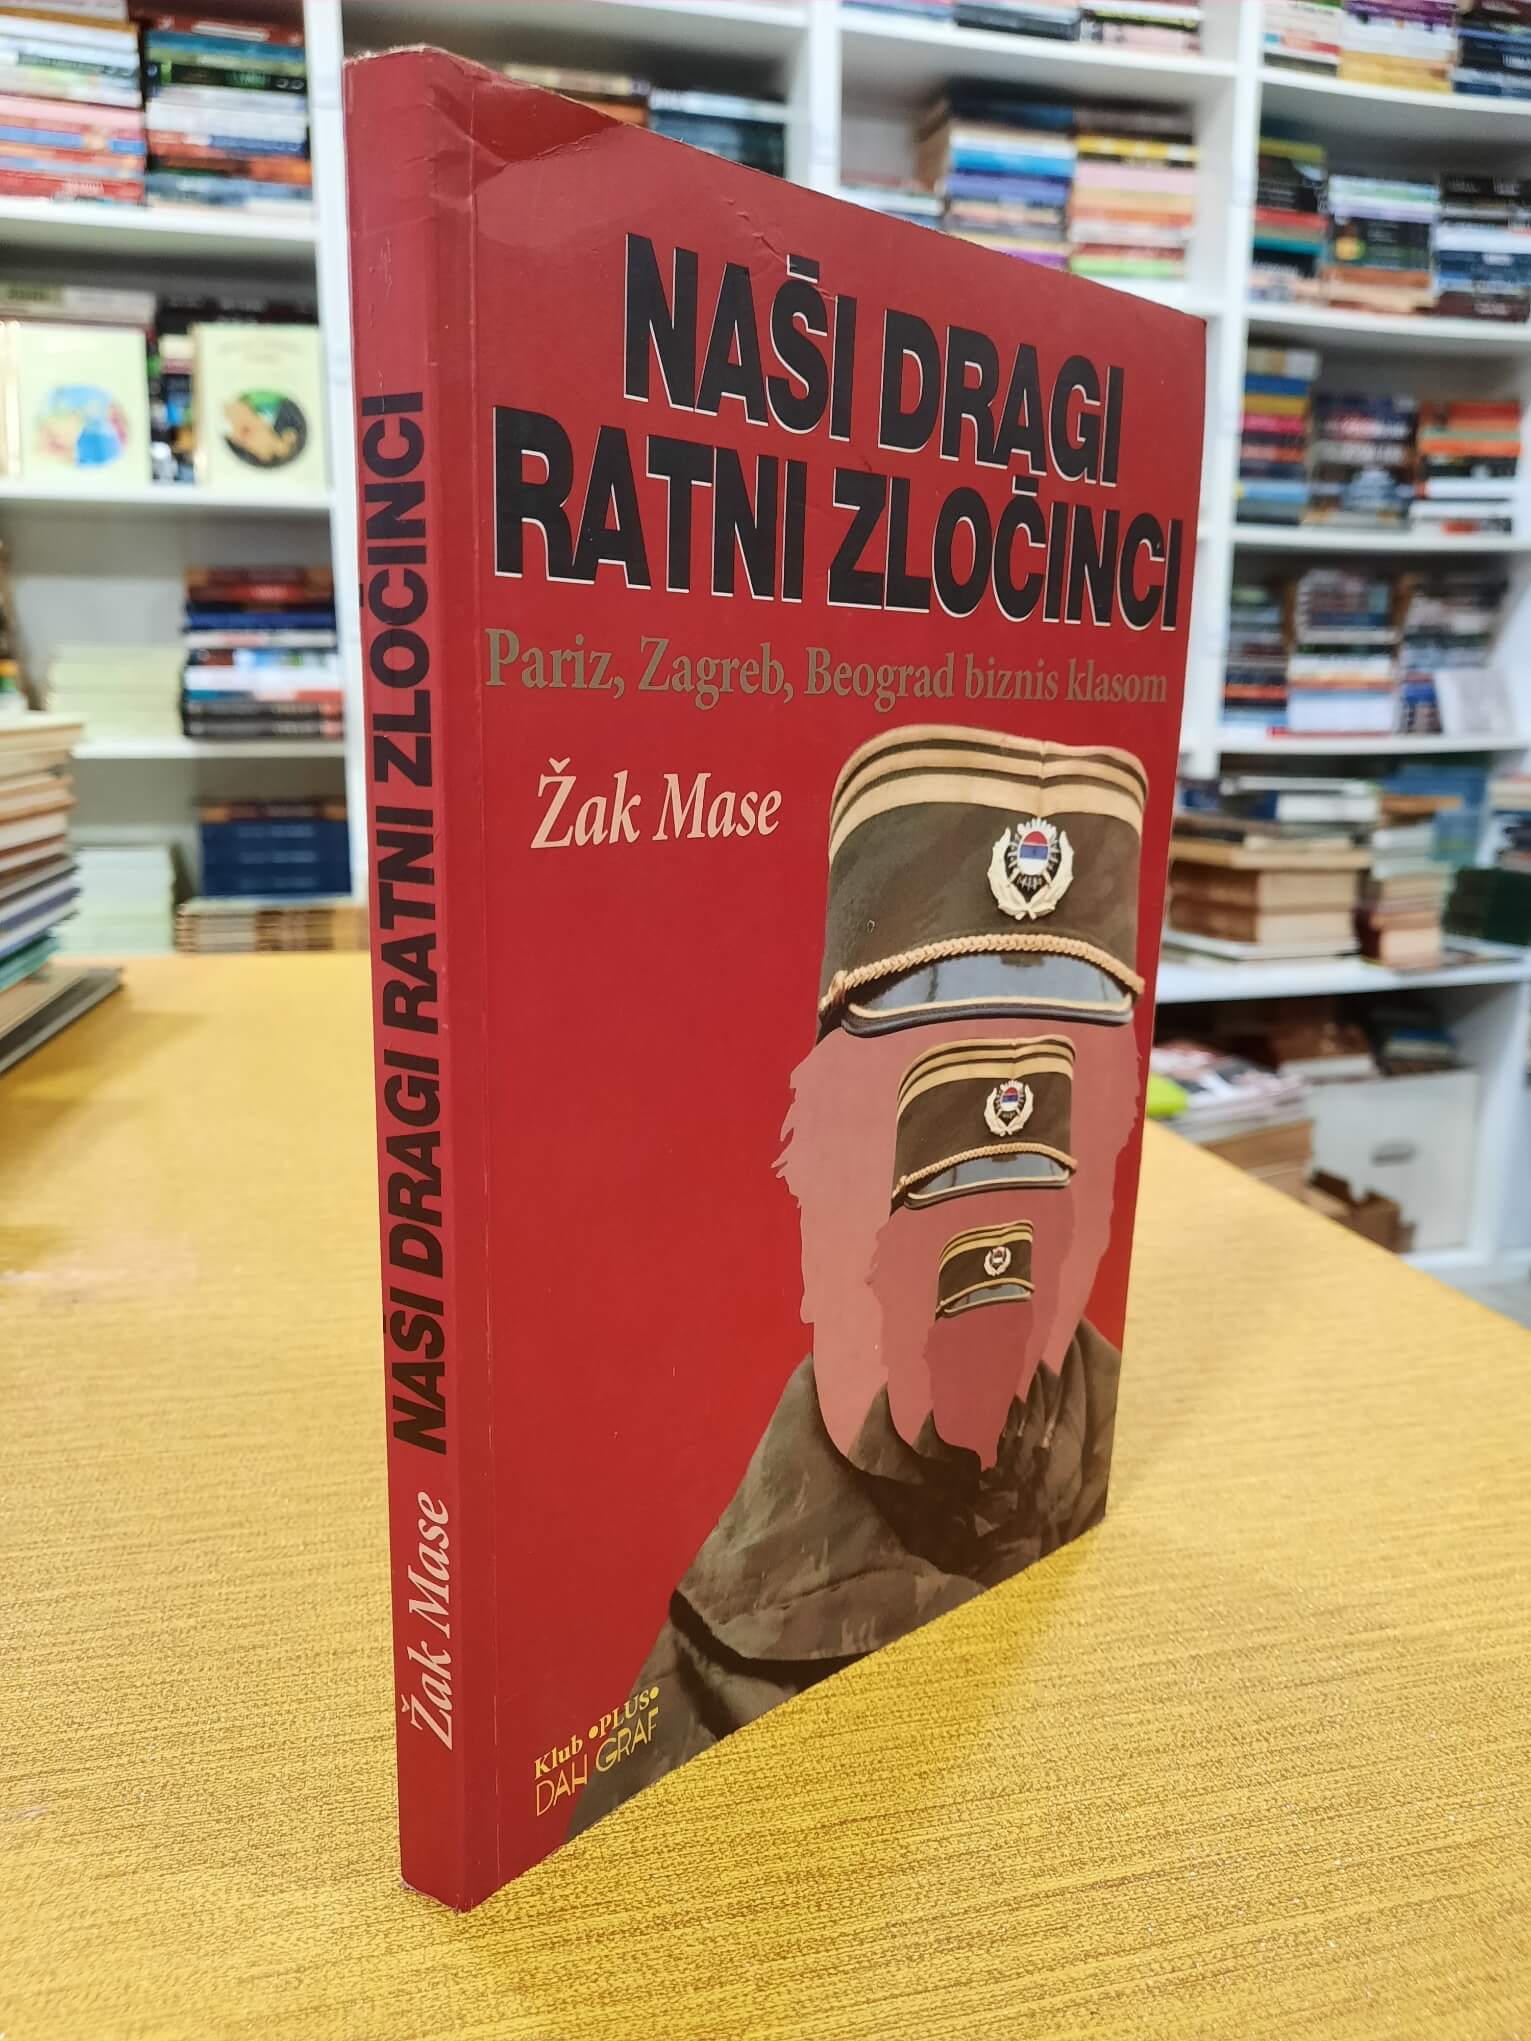 NAŠI DRAGI
RATNI ZLOČINCI
Pariz, Zagreb, Beograd biznis klasom
Žak Mase
Klub •PLUS•
DAH GRAF
Žak Mase NAŠI DRAGI RATNI ZLOČINCI